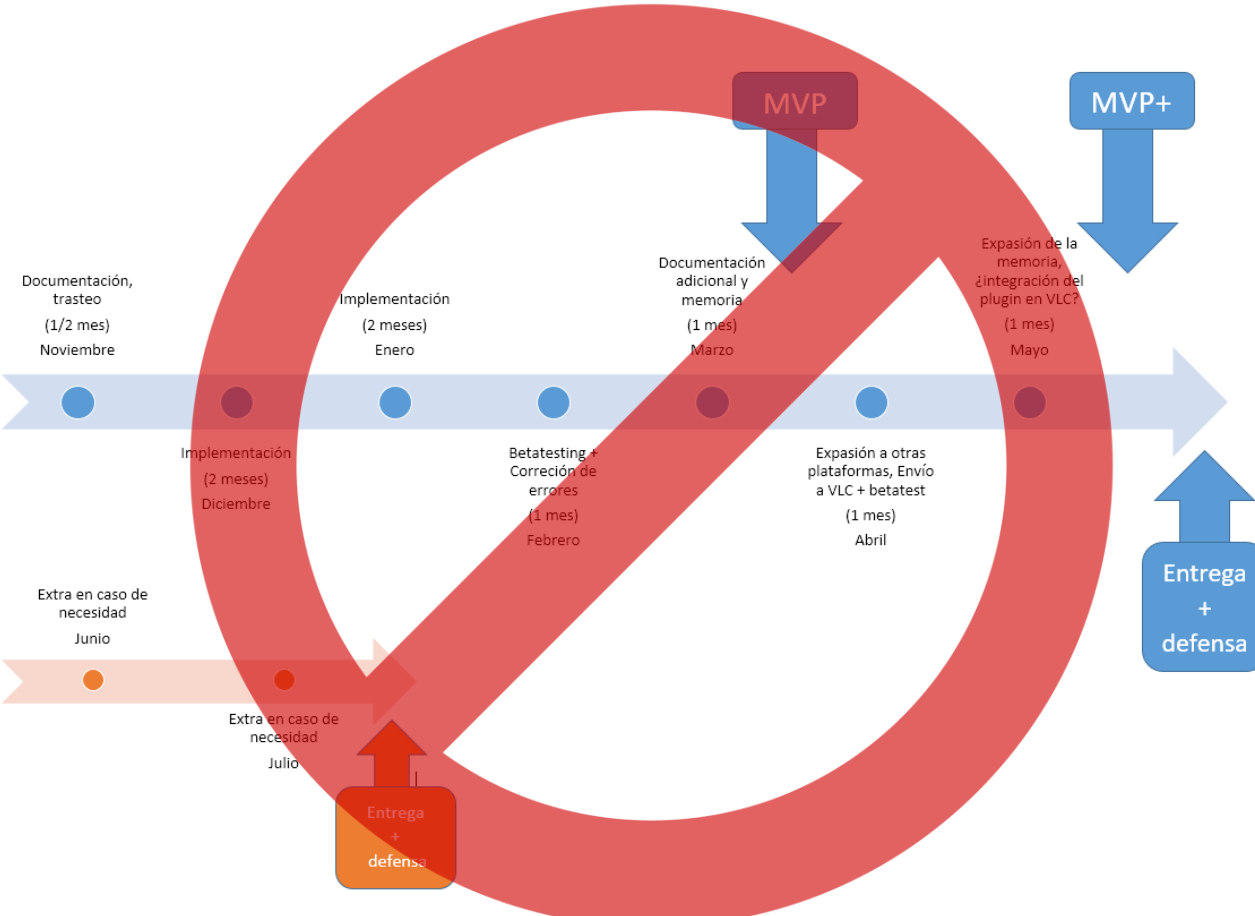 MVP
MVP+
Documentación,
trasteo
(1/2 mes)
Noviembre
Implementación
(2 meses)
Enero
Documentación
adicional y
memoria
(1 mes)
Marzo
Expasión de la
memoria,
¿integración del
plugin en VLC?
(1 mes)
Mayo
Implementación
(2 meses)
Diciembre
Betatesting +
Correción de
errores
(1 mes)
Febrero
Expasión a otras
plataformas, Envío
a VLC + betatest
(1 mes)
Abril
Entrega
+
defensa
Extra en caso de
necesidad
Junio
Extra en caso de
necesidad
Julio
Entrega
+
defensa